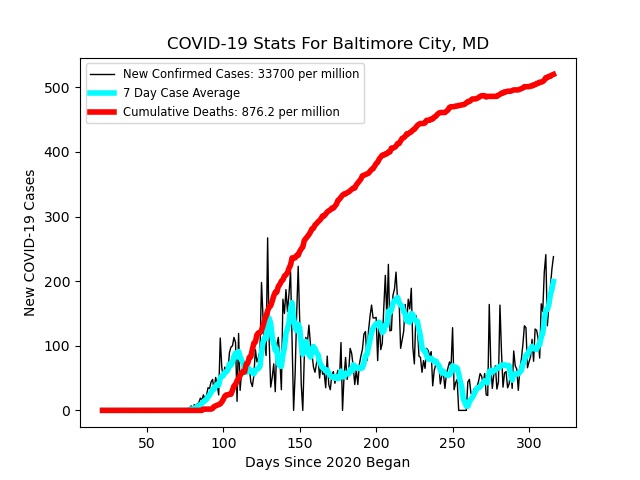 COVID-19 Stats For Baltimore City, MD
New Confirmed Cases: 33700 per million
7 Day Case Average
Cumulative Deaths: 876.2 per million
New COVID-19 Cases
500
400
300
200
100
0
50 100 150 200 250 300
Days Since 2020 Began